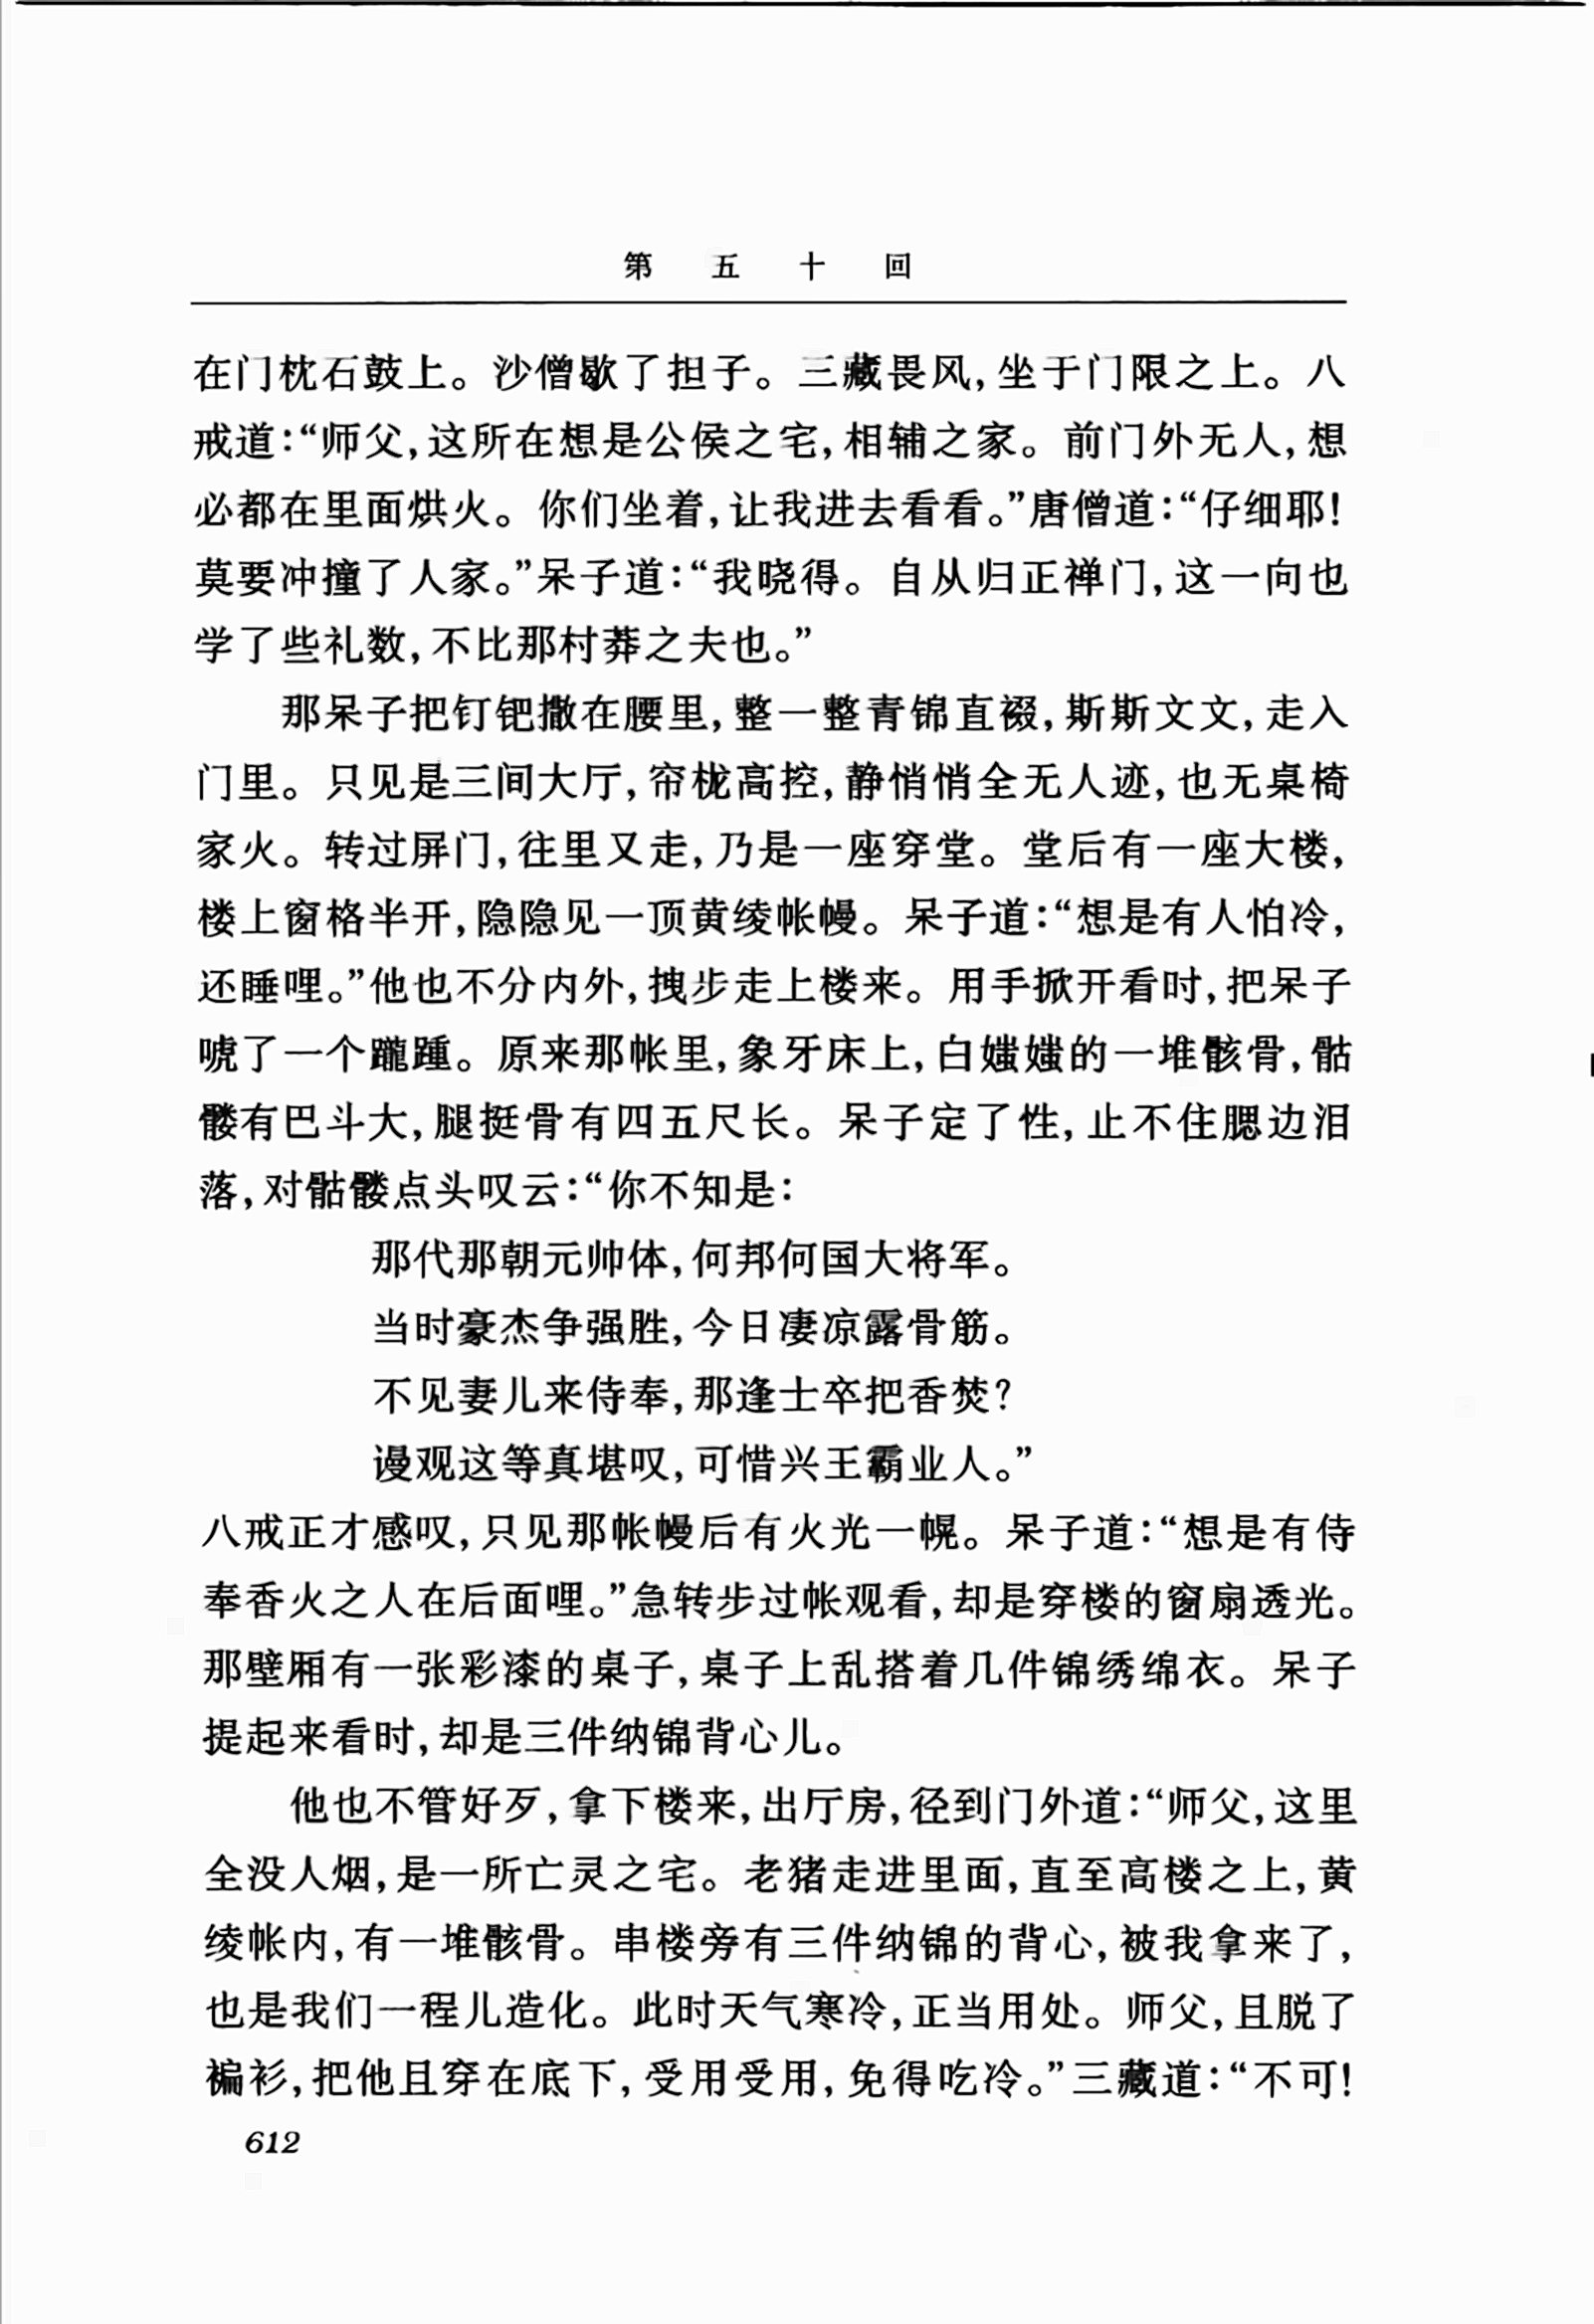 第五十回
在门枕石鼓上。沙僧歇了担子。三藏畏风,坐于门限之上。八
戒道:“师父,这所在想是公侯之宅,相辅之家。前门外无人,想
必都在里面烘火。你们坐着,让我进去看看。”唐僧道:“仔细耶!
莫要冲撞了人家。”呆子道:“我晓得。自从归正禅门,这一向也
学了些礼数,不比那村莽之夫也。”
那呆子把钉钯撒在腰里,整一整青锦直裰,斯斯文文,走入
门里。只见是三间大厅,帘栊高控,静悄悄全无人迹,也无桌椅
家火。转过屏门,往里又走,乃是一座穿堂。堂后有一座大楼,
楼上窗格半开,隐隐见一顶黄绫帐幔。呆子道:“想是有人怕冷,
还睡哩。”他也不分内外,拽步走上楼来。用手掀开看时,把呆子
唬了一个躘踵。原来那帐里,象牙床上,白媸媸的一堆骸骨,骷
髅有巴斗大,腿挺骨有四五尺长。呆子定了性,止不住腮边泪
落,对骷髅点头叹云:“你不知是:
那代那朝元帅体,何邦何国大将军。
当时豪杰争强胜,今日凄凉露骨筋。
不见妻儿来侍奉,那逢士卒把香焚?
谩观这等真堪叹,可惜兴王霸业人。”
八戒正才感叹,只见那帐幔后有火光一幌。呆子道:“想是有侍
奉香火之人在后面哩。”急转步过帐观看,却是穿楼的窗扇透光。
那壁厢有一张彩漆的桌子,桌子上乱搭着几件锦绣绵衣。呆子
提起来看时,却是三件纳锦背心儿。
他也不管好歹,拿下楼来,出厅房,径到门外道:“师父,这里
全没人烟,是一所亡灵之宅。老猪走进里面,直至高楼之上,黄
绫帐内,有一堆骸骨。串楼旁有三件纳锦的背心,被我拿来了,
也是我们一程儿造化。此时天气寒冷,正当用处。师父,且脱了
褊衫,把他且穿在底下,受用受用,免得吃冷。”三藏道:“不可!
612